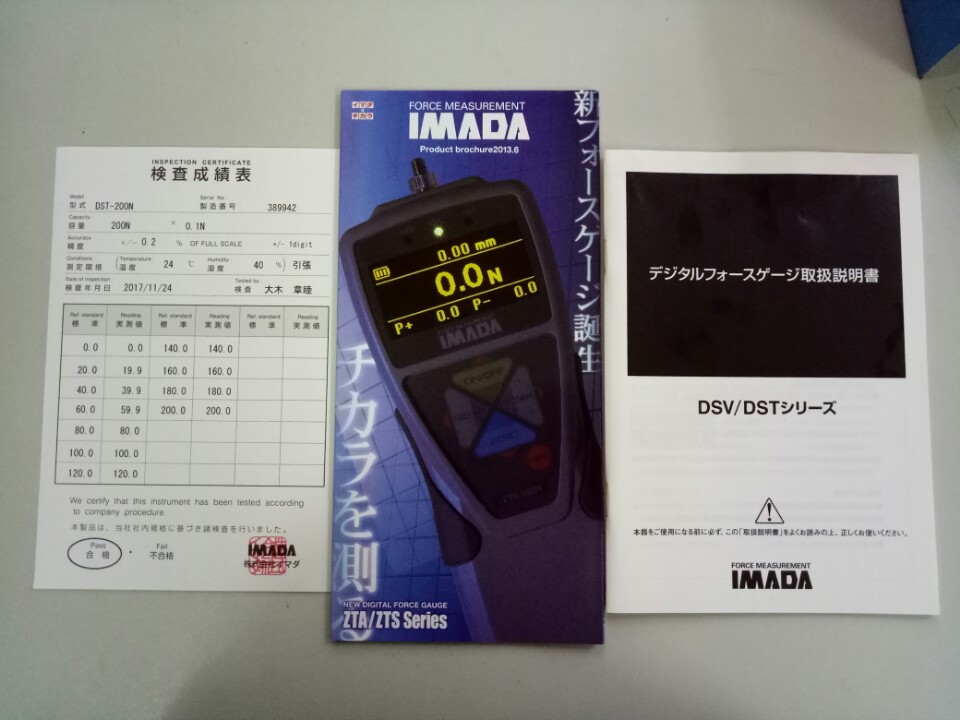 INSPECTION CERTIFICATE
検査成績表
Model
型式 DST-200N
Serial No.
製造番号 389942
Capacity
容量 200N × 0.1N
Accuracy
精度 +/- 0.2 % OF FULL SCALE +/- 1digit
Conditions
測定環境 (Temperature 温度 24 ℃ Humidity 湿度 40 %) 引張
Date of inspection
検査年月日 2017/11/24
Tested by
検査 大木 章睦
Ref. standard Reading Ref. standard Reading Ref. standard Reading
標準 実測値 標準 実測値 標準 実測値
0.0 0.0 140.0 140.0
20.0 19.9 160.0 160.0
40.0 39.9 180.0 180.0
60.0 59.9 200.0 200.0
80.0 80.0
100.0 100.0
120.0 120.0
We certify that this instrument has been tested according
to company procedure.
本製品は、当社社内規格に基づき諸検査を行いました。
Pass Fail
合格 ・ 不合格
IMADA
株式会社イマダ
イマダ
チカラ
FORCE MEASUREMENT
IMADA
Product brochure2013.6
新フォースゲージ誕生
チカラを測る
0.00 mm
0.0 N
P+ 0.0 P- 0.0
IMADA
ON/OFF
ZERO
NEW DIGITAL FORCE GAUGE
ZTA/ZTS Series
デジタルフォースゲージ取扱説明書
DSV/DSTシリーズ
本器をご使用になる前に必ず、この「取扱説明書」をよくお読みの上、正しくお使いください。
FORCE MEASUREMENT
IMADA